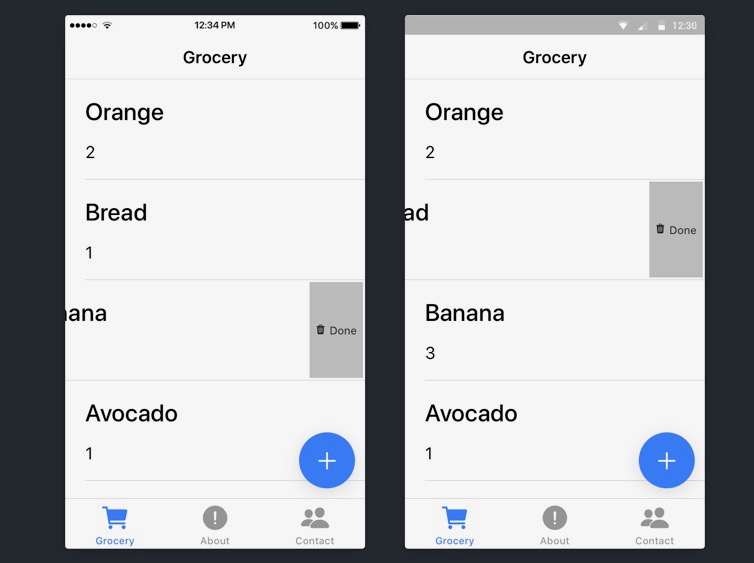 12:34 PM 100%
Grocery
Orange
2
Bread
1
nana
Done
Avocado
1
Grocery About Contact
12:30
Grocery
Orange
2
ad
Done
Banana
3
Avocado
1
Grocery About Contact